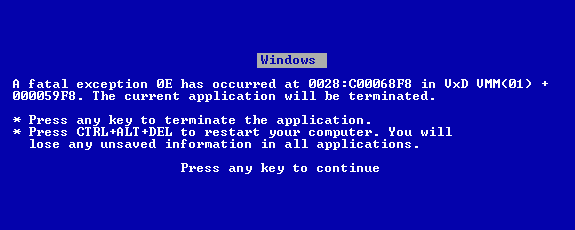 Windows
A fatal exception 0E has occurred at 0028:C00068F8 in VxD VMM(01) +
000059F8. The current application will be terminated.
* Press any key to terminate the application.
* Press CTRL+ALT+DEL to restart your computer. You will
lose any unsaved information in all applications.
Press any key to continue